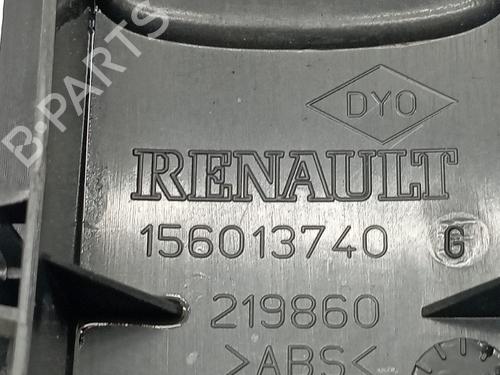 B-PARTS
DYO
RENAULT
156013740 G
219860
>ABS<